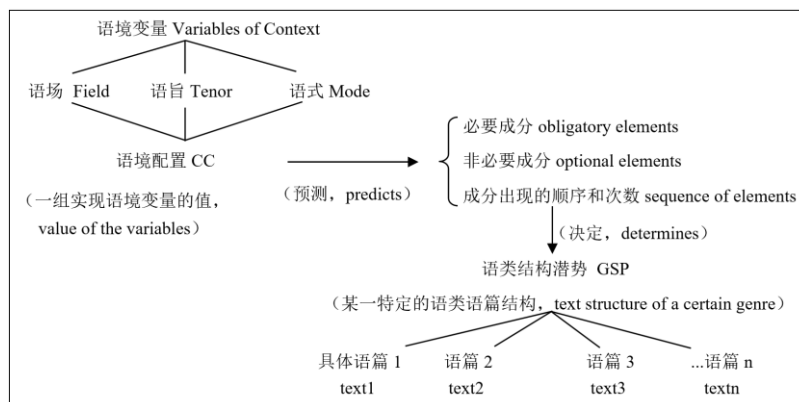 语境变量 Variables of Context
语场 Field 语旨 Tenor 语式 Mode
语境配置 CC
（一组实现语境变量的值，
value of the variables）
（预测，predicts）
必要成分 obligatory elements
非必要成分 optional elements
成分出现的顺序和次数 sequence of elements
（决定，determines）
语类结构潜势 GSP
（某一特定的语类语篇结构，text structure of a certain genre）
具体语篇 1 语篇 2 语篇 3 ...语篇 n
text1 text2 text3 textn